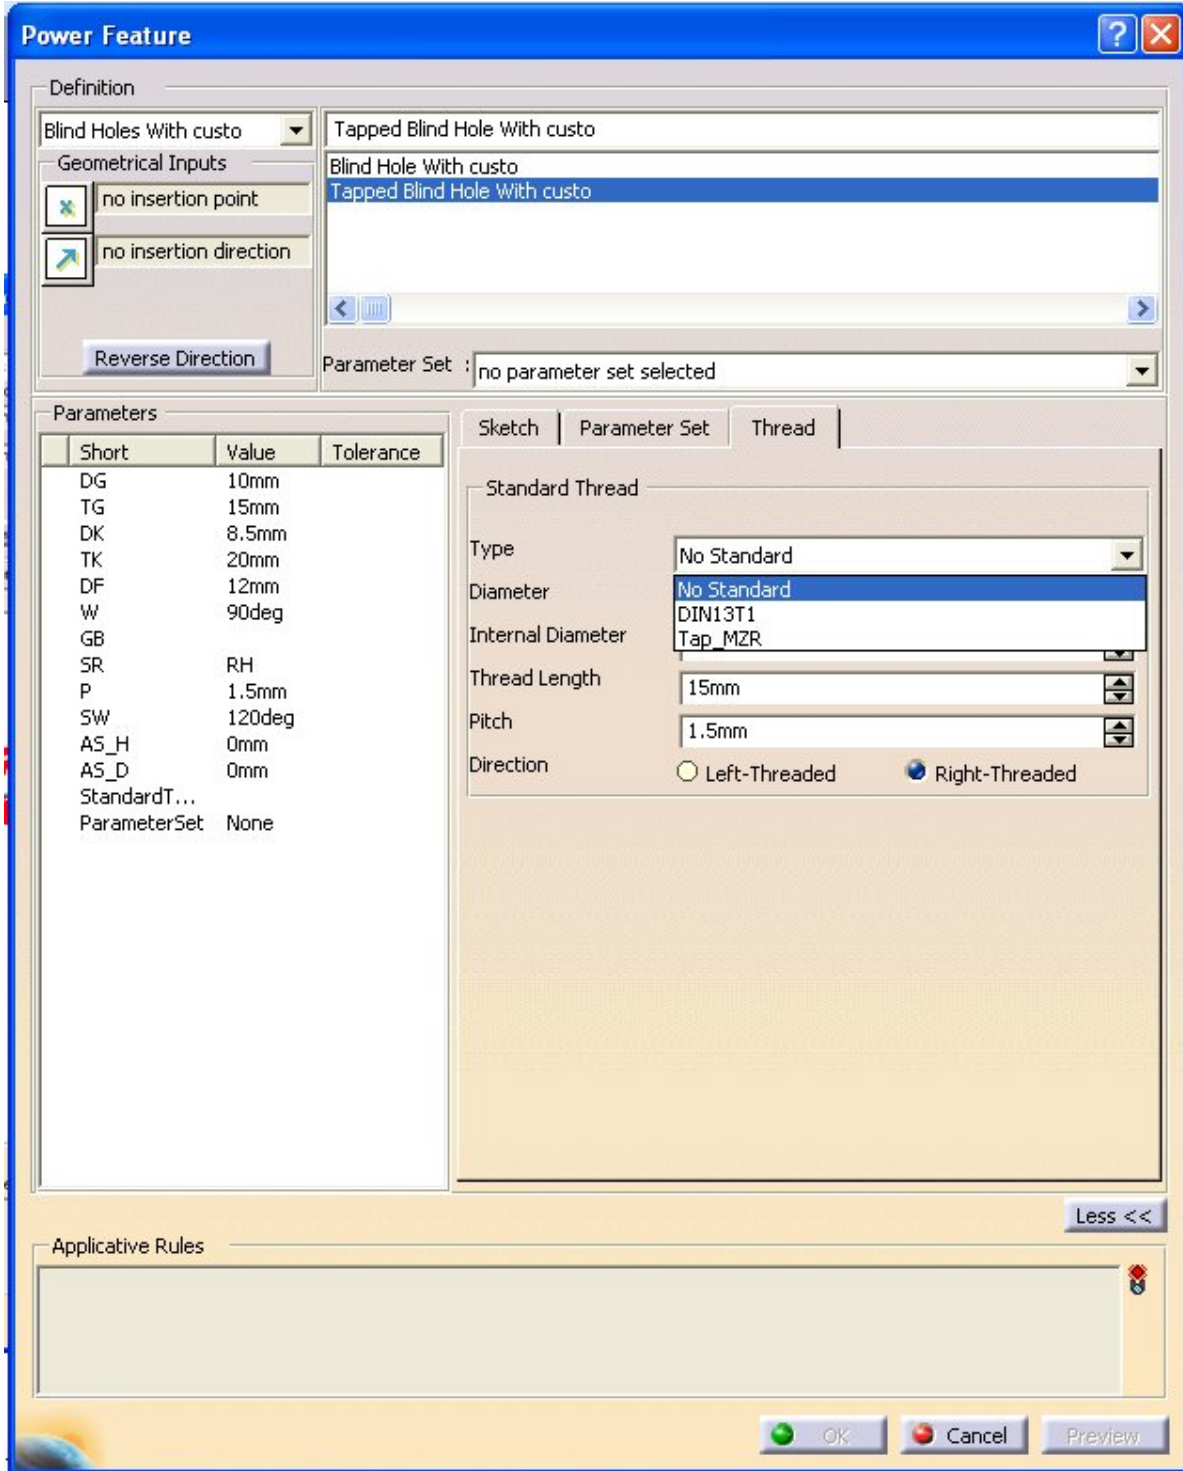 Power Feature
Definition
Blind Holes With custo
Tapped Blind Hole With custo
Geometrical Inputs
Blind Hole With custo
Tapped Blind Hole With custo
no insertion point
no insertion direction
Reverse Direction
Parameter Set :
no parameter set selected
Parameters
Short Value Tolerance
DG 10mm
TG 15mm
DK 8.5mm
TK 20mm
DF 12mm
W 90deg
GB
SR RH
P 1.5mm
SW 120deg
AS_H 0mm
AS_D 0mm
StandardT...
ParameterSet None
Sketch Parameter Set Thread
Standard Thread
Type No Standard
No Standard
Diameter
DIN13T1
Internal Diameter Tap_MZR
Thread Length 15mm
Pitch 1.5mm
Direction Left-Threaded Right-Threaded
Less <<
Applicative Rules
OK Cancel Preview